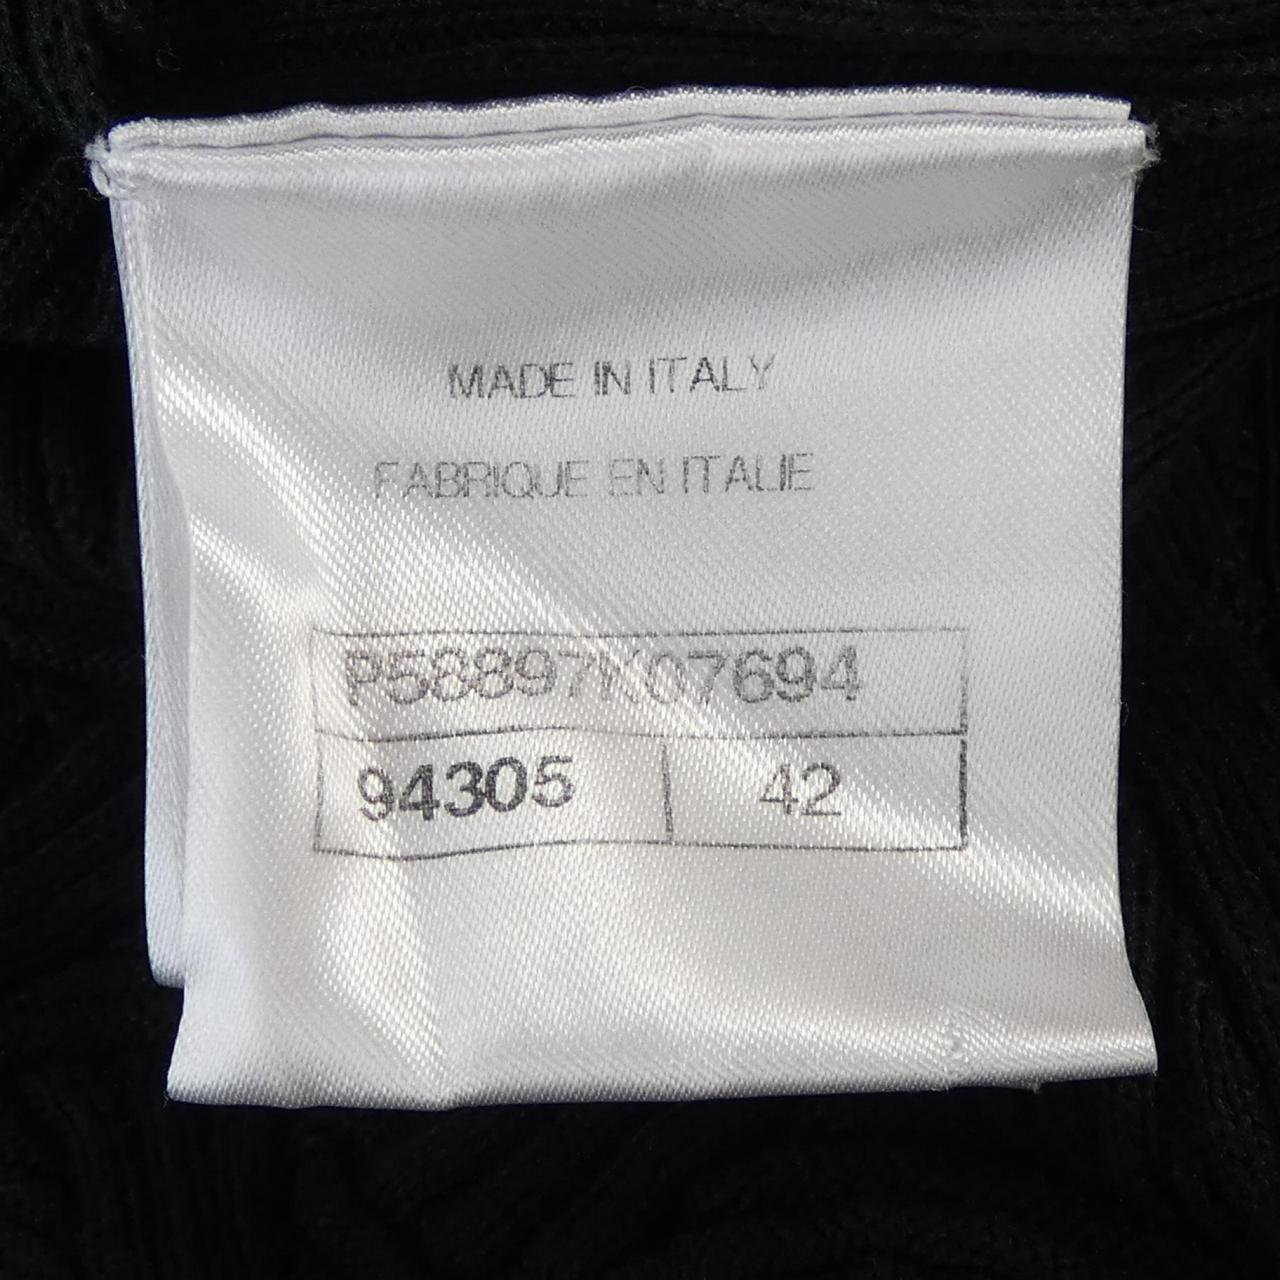 MADE IN ITALY
FABRIQUE EN ITALIE
P58897K07694
94305 42